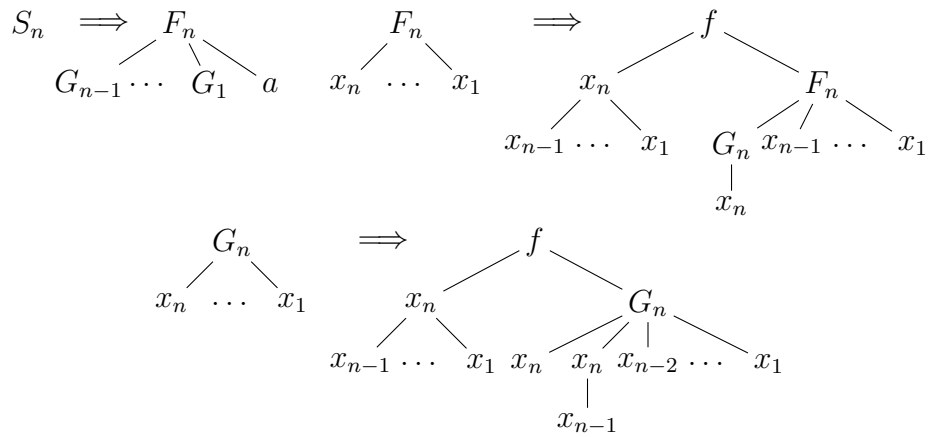 S_n ⟹ F_n F_n ⟹ f
G_{n−1} ⋯ G_1 a x_n … x_1 x_n F_n
x_{n−1} … x_1 G_n x_{n−1} … x_1
x_n
G_n ⟹ f
x_n … x_1 x_n G_n
x_{n−1} … x_1 x_n x_n x_{n−2} … x_1
x_{n−1}